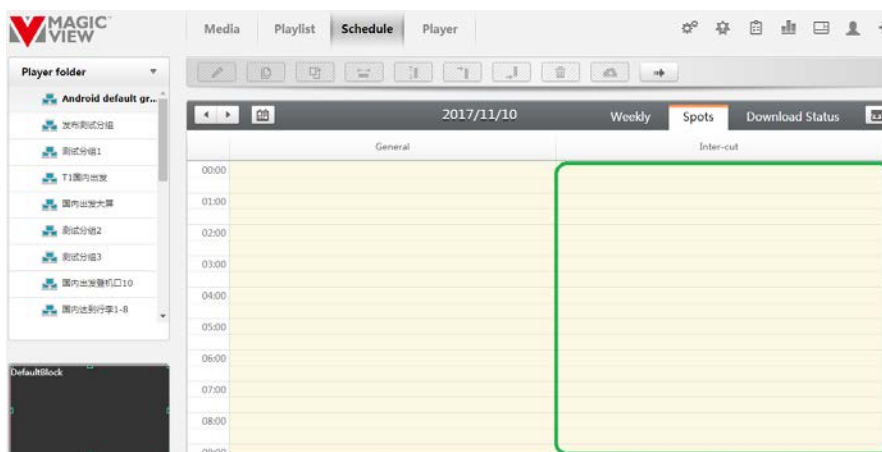 MAGIC
VIEW
Media Playlist Schedule Player
Player folder
Android default gr...
发布测试分组
测试分组1
T1国内出发
国内出发大屏
测试分组2
测试分组3
国内出发登机口10
国内达到行李1-8
DefaultBlock
2017/11/10 Weekly Spots Download Status
General Inter-cut
00:00
01:00
02:00
03:00
04:00
05:00
06:00
07:00
08:00
09:00